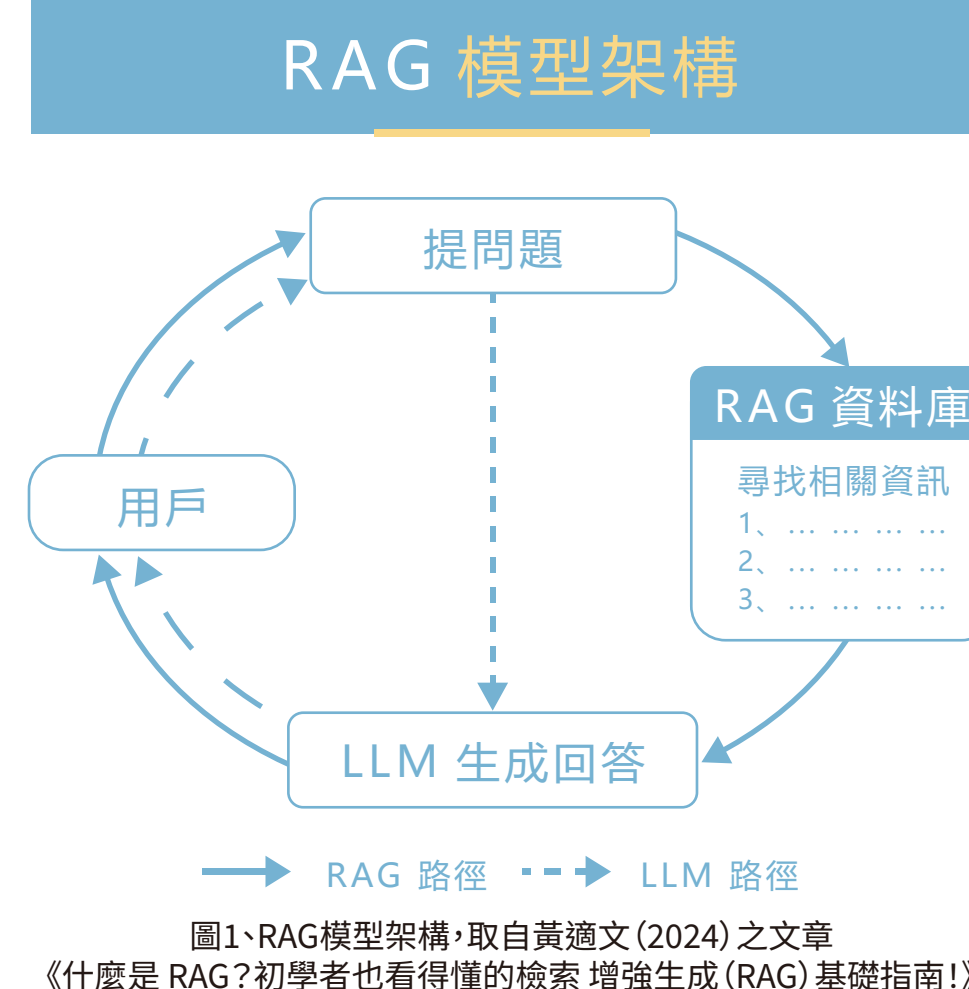 RAG 模型架構
提問題
RAG 資料庫
尋找相關資訊
1、… … … …
2、… … … …
3、… … … …
用戶
LLM 生成回答
RAG 路徑
LLM 路徑
圖1、RAG模型架構，取自黃適文（2024）之文章
《什麼是 RAG？初學者也看得懂的檢索 增強生成（RAG）基礎指南！》